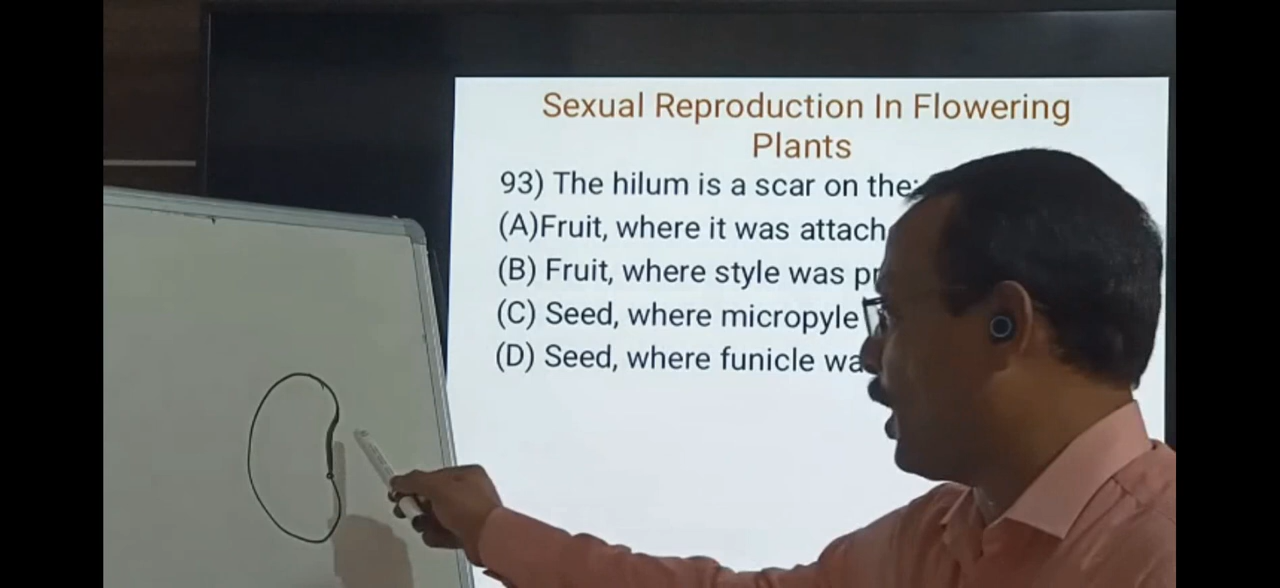 Sexual Reproduction In Flowering
Plants
93) The hilum is a scar on the:
(A)Fruit, where it was
(B) Fruit, where style was
(C) Seed, where micropyle
(D) Seed, where funicle